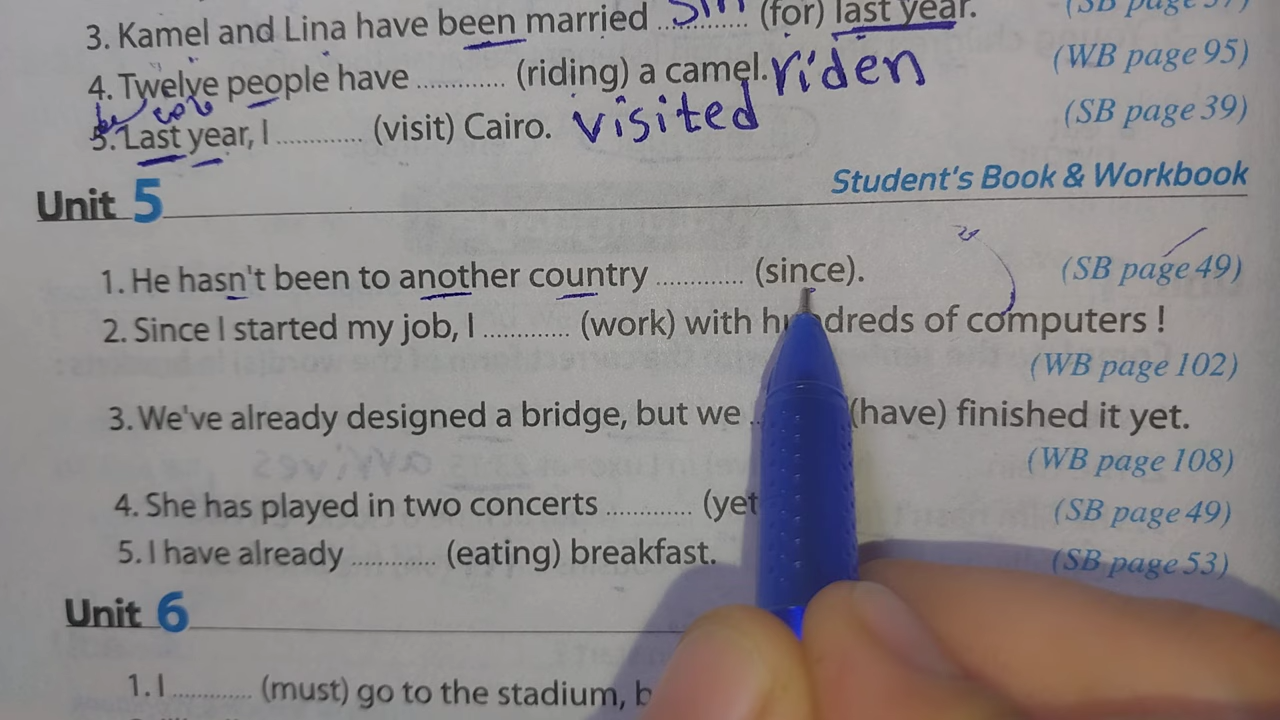 3. Kamel and Lina have been married .......... (for) last year.
4. Twelve people have ............. (riding) a camel. riden (WB page 95)
5. Last year, I ............. (visit) Cairo. visited (SB page 39)
Unit 5 Student's Book & Workbook
1. He hasn't been to another country ............. (since). (SB page 49)
2. Since I started my job, I ............. (work) with hundreds of computers !
(WB page 102)
3. We've already designed a bridge, but we .. (have) finished it yet.
(WB page 108)
4. She has played in two concerts ............ (yet (SB page 49)
5. I have already ............. (eating) breakfast. (SB page 53)
Unit 6
1. I ............ (must) go to the stadium, b